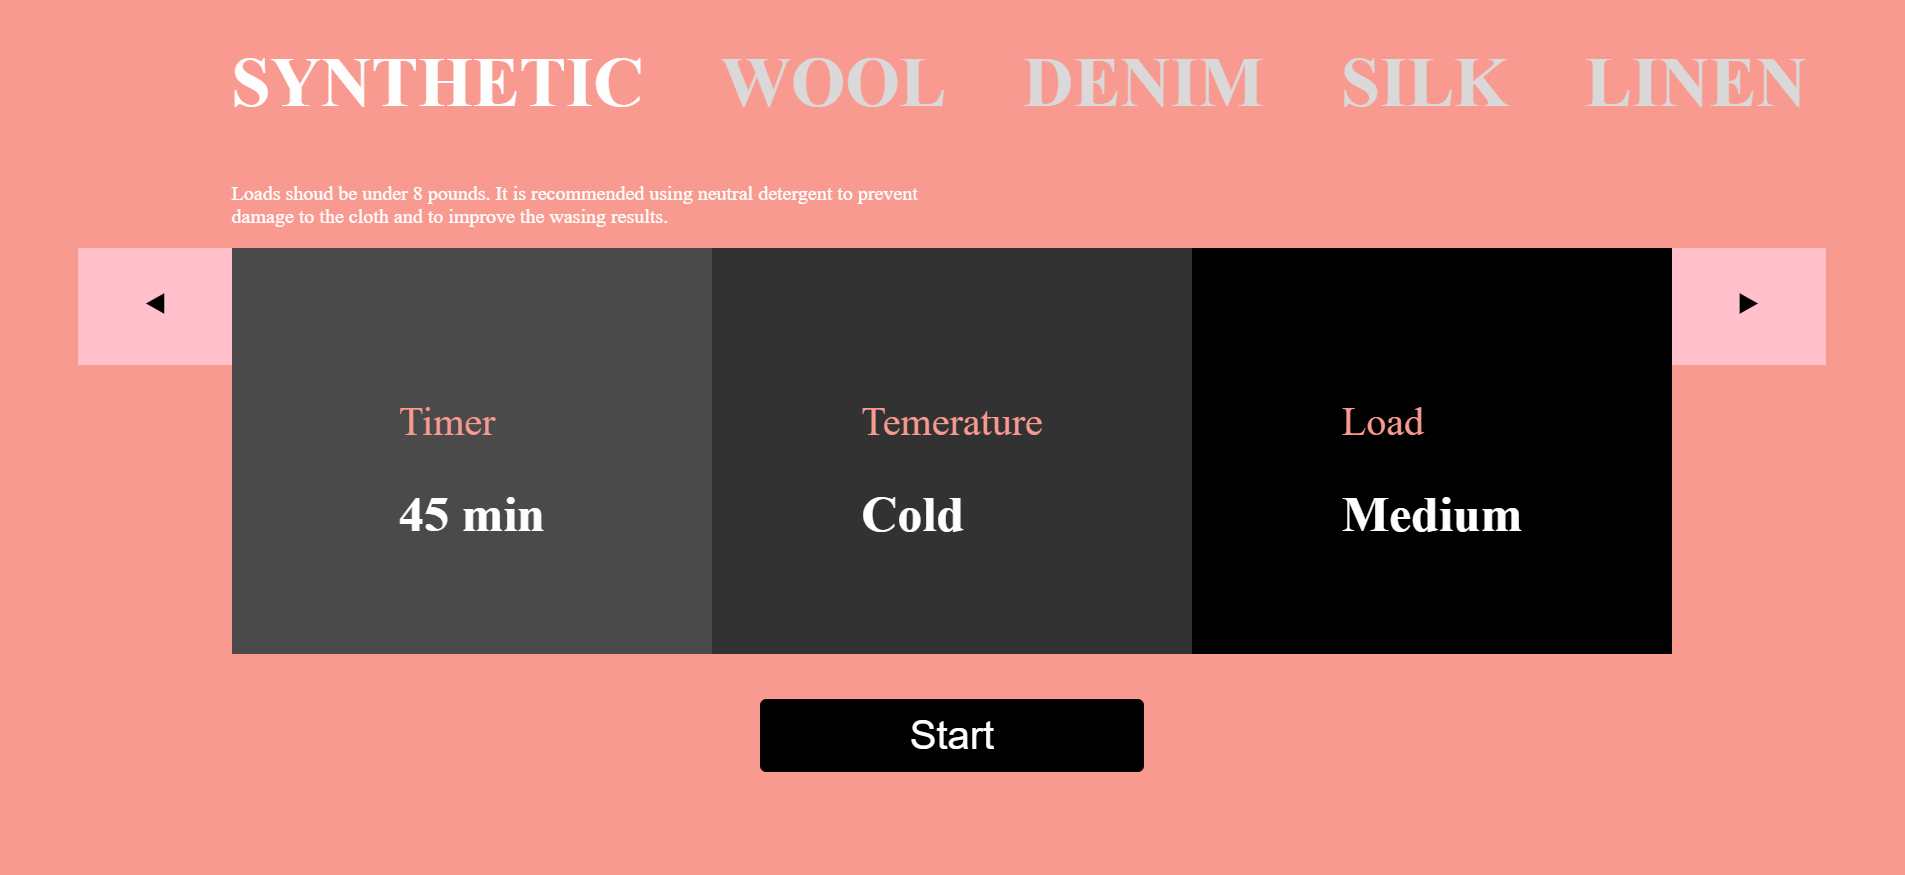 SYNTHETIC WOOL DENIM SILK LINEN
Loads shoud be under 8 pounds. It is recommended using neutral detergent to prevent
damage to the cloth and to improve the wasing results.
Timer Temerature Load
45 min Cold Medium
Start